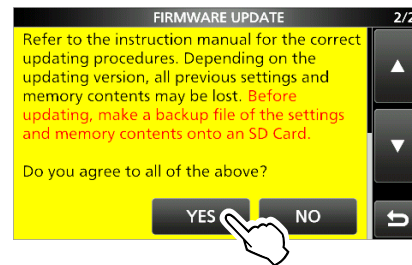 FIRMWARE UPDATE 2/2
Refer to the instruction manual for the correct
updating procedures. Depending on the
updating version, all previous settings and
memory contents may be lost. Before
updating, make a backup file of the settings
and memory contents onto an SD Card.
Do you agree to all of the above?
YES NO